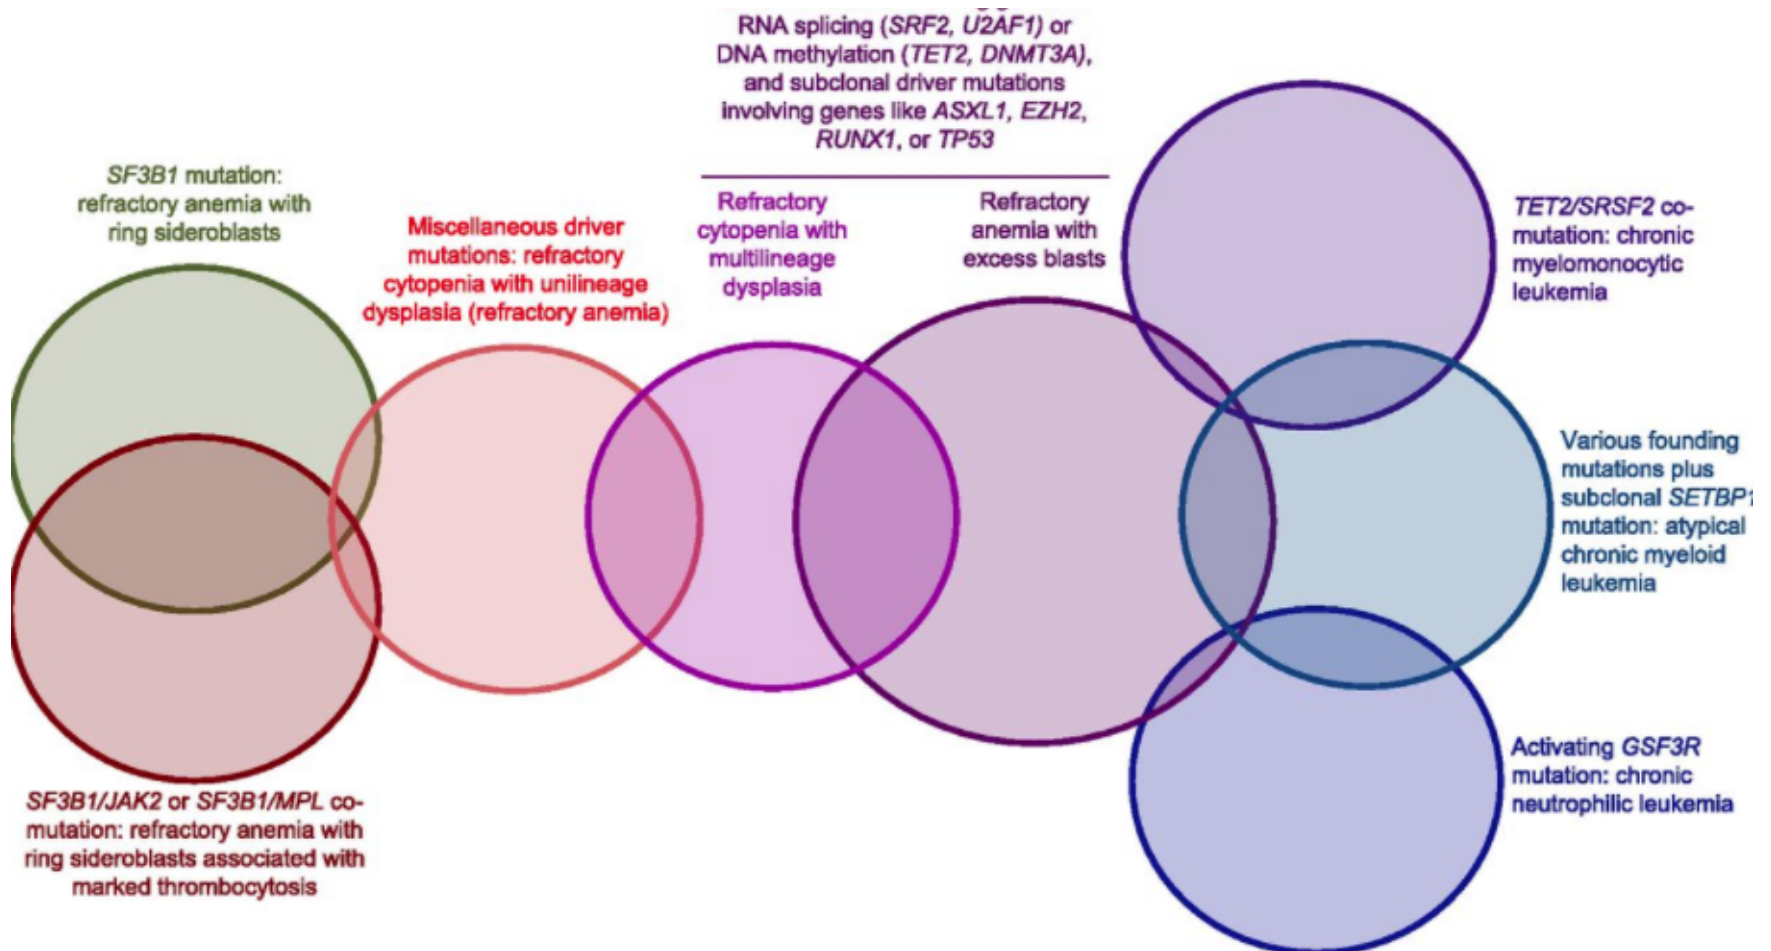 RNA splicing (SRF2, U2AF1) or
DNA methylation (TET2, DNMT3A),
and subclonal driver mutations
involving genes like ASXL1, EZH2,
RUNX1, or TP53
SF3B1 mutation:
refractory anemia with
ring sideroblasts
Miscellaneous driver
mutations: refractory
cytopenia with unilineage
dysplasia (refractory anemia)
Refractory
cytopenia with
multilineage
dysplasia
Refractory
anemia with
excess blasts
TET2/SRSF2 co-
mutation: chronic
myelomonocytic
leukemia
Various founding
mutations plus
subclonal SETBP1
mutation: atypical
chronic myeloid
leukemia
Activating GSF3R
mutation: chronic
neutrophilic leukemia
SF3B1/JAK2 or SF3B1/MPL co-
mutation: refractory anemia with
ring sideroblasts associated with
marked thrombocytosis